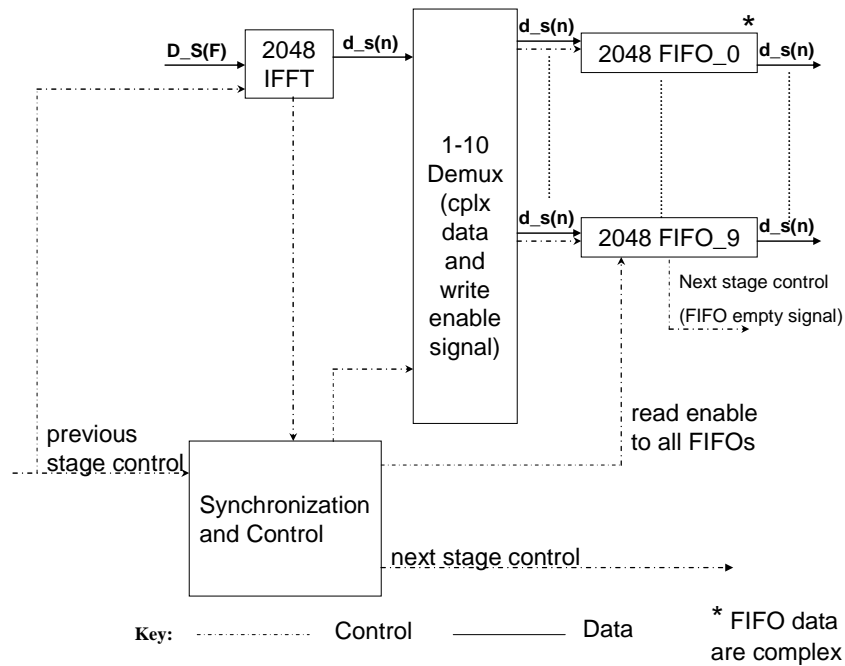 *
D_S(F)
2048
IFFT
d_s(n)
d_s(n)
2048 FIFO_0
d_s(n)
1-10
Demux
(cplx
data
and
write
enable
signal)
d_s(n)
2048 FIFO_9
d_s(n)
Next stage control
(FIFO empty signal)
read enable
to all FIFOs
previous
stage control
Synchronization
and Control
next stage control
Key:
Control
Data
* FIFO data
are complex